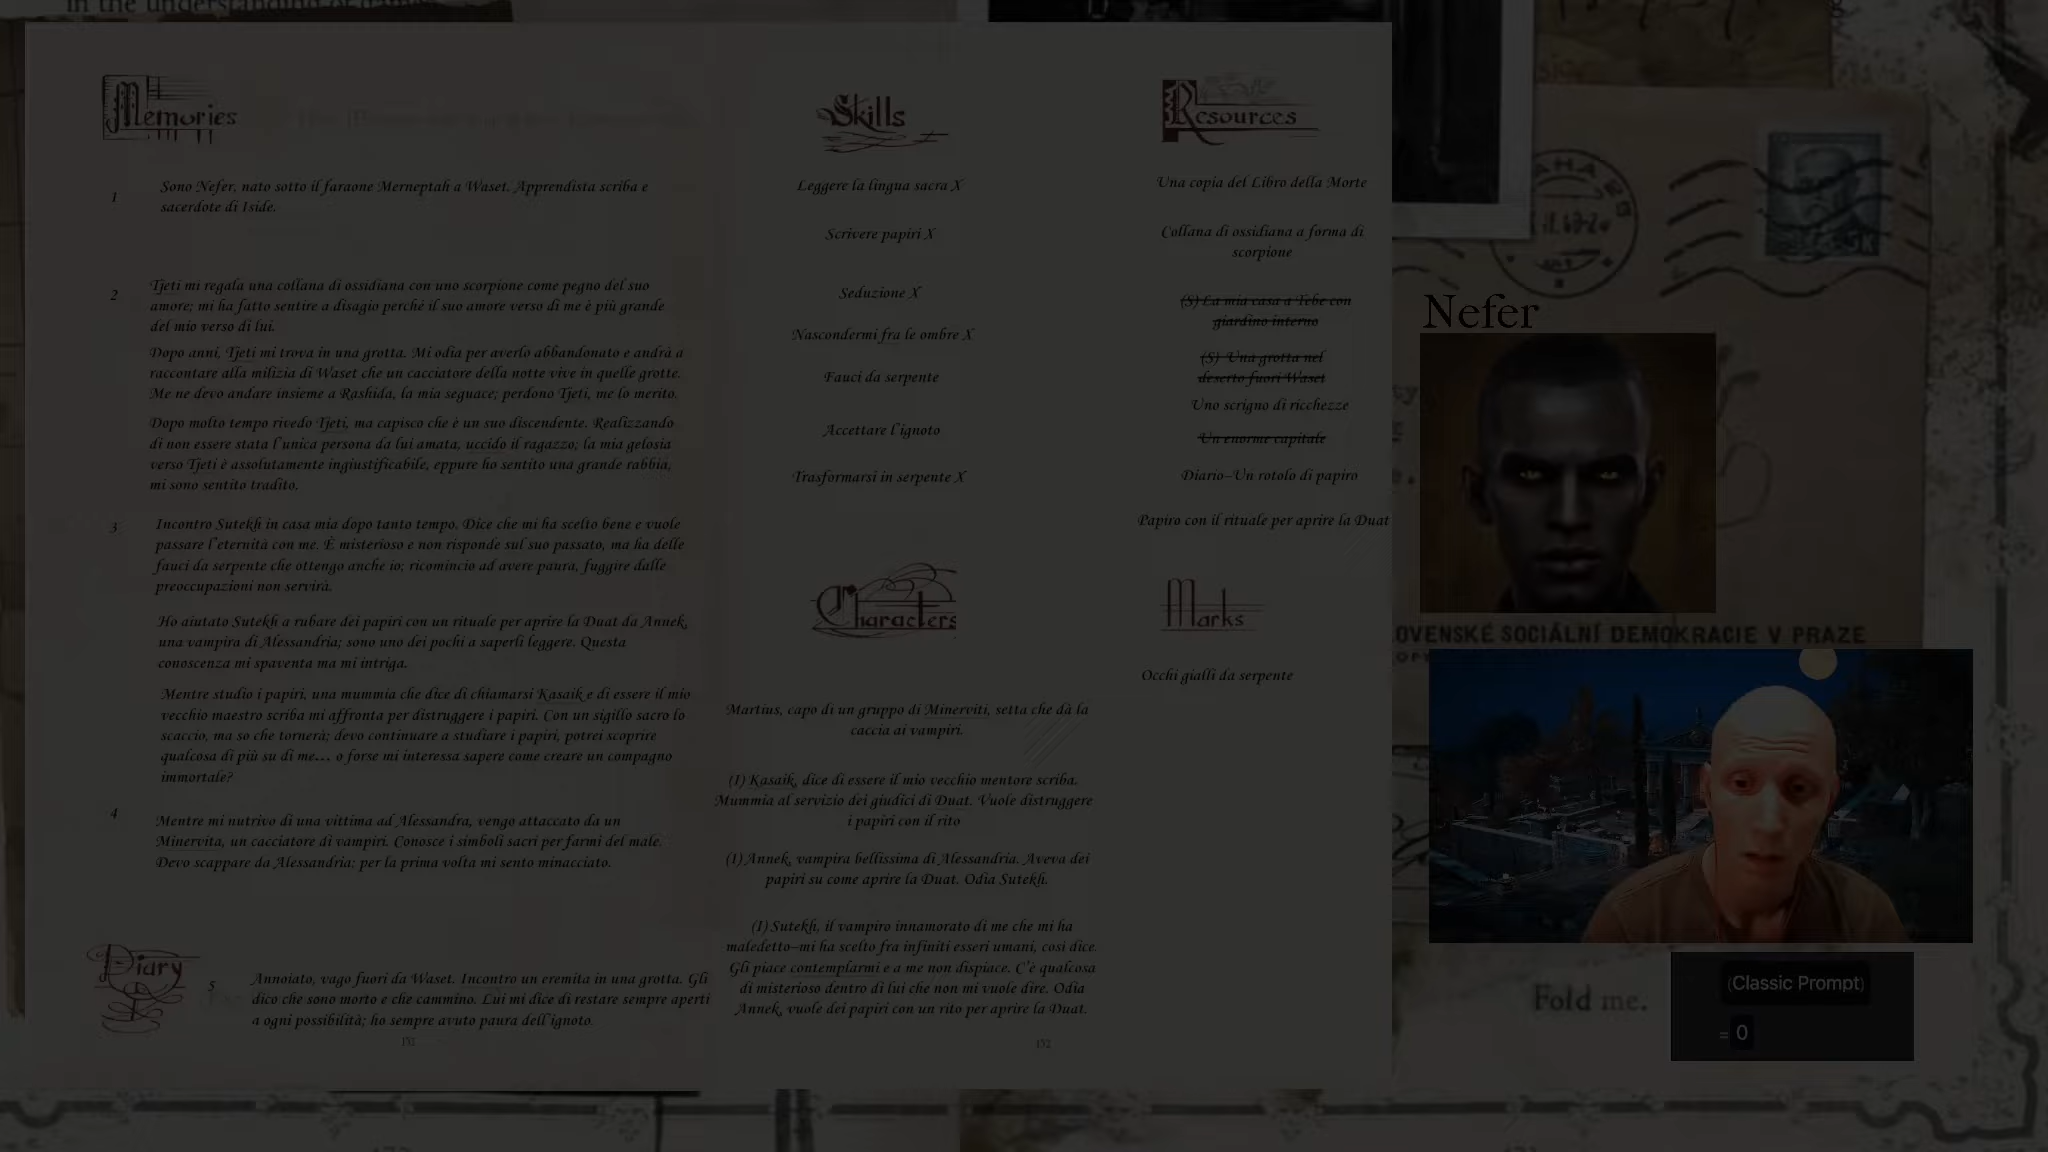 in the understanding of games
Memories
1
Sono Nefer, nato sotto il faraone Merneptah a Waset. Apprendista scriba e
sacerdote di Iside.
2
Tjeti mi regala una collana di ossidiana con uno scorpione come pegno del suo
amore; mi ha fatto sentire a disagio perché il suo amore verso di me è più grande
del mio verso di lui.
Dopo anni, Tjeti mi trova in una grotta. Mi odia per averlo abbandonato e andrà a
raccontare alla milizia di Waset che un cacciatore della notte vive in quelle grotte.
Me ne devo andare insieme a Rashida, la mia seguace; perdono Tjeti, me lo merito.
Dopo molto tempo rivedo Tjeti, ma capisco che è un suo discendente. Realizzando
di non essere stata l'unica persona da lui amata, uccido il ragazzo; la mia gelosia
verso Tjeti è assolutamente ingiustificabile, eppure ho sentito una grande rabbia,
mi sono sentito tradito.
3
Incontro Sutekh in casa mia dopo tanto tempo. Dice che mi ha scelto bene e vuole
passare l'eternità con me. È misterioso e non risponde sul suo passato, ma ha delle
fauci da serpente che ottengo anche io; ricomincio ad avere paura, fuggire dalle
preoccupazioni non servirà.
Ho aiutato Sutekh a rubare dei papiri con un rituale per aprire la Duat da Annek,
una vampira di Alessandria; sono uno dei pochi a saperli leggere. Questa
conoscenza mi spaventa ma mi intriga.
Mentre studio i papiri, una mummia che dice di chiamarsi Kasaik e di essere il mio
vecchio maestro scriba mi affronta per distruggere i papiri. Con un sigillo sacro lo
scaccio, ma so che tornerà; devo continuare a studiare i papiri, potrei scoprire
qualcosa di più su di me... o forse mi interessa sapere come creare un compagno
immortale?
4
Mentre mi nutrivo di una vittima ad Alessandra, vengo attaccato da un
Minervita, un cacciatore di vampiri. Conosce i simboli sacri per farmi del male.
Devo scappare da Alessandria; per la prima volta mi sento minacciato.
Diary
5
Annoiato, vago fuori da Waset. Incontro un eremita in una grotta. Gli
dico che sono morto e che cammino. Lui mi dice di restare sempre aperti
a ogni possibilità; ho sempre avuto paura dell'ignoto.
Skills
Leggere la lingua sacra X
Scrivere papiri X
Seduzione X
Nascondermi fra le ombre X
Fauci da serpente
Accettare l'ignoto
Trasformarsi in serpente X
Characters
Martius, capo di un gruppo di Minerviti, setta che dà la
caccia ai vampiri.
(I) Kasaik, dice di essere il mio vecchio mentore scriba.
Mummia al servizio dei giudici di Duat. Vuole distruggere
i papiri con il rito
(I) Annek, vampira bellissima di Alessandria. Aveva dei
papiri su come aprire la Duat. Odia Sutekh.
(I) Sutekh, il vampiro innamorato di me che mi ha
maledetto–mi ha scelto fra infiniti esseri umani, così dice.
Gli piace contemplarmi e a me non dispiace. C'è qualcosa
di misterioso dentro di lui che non mi vuole dire. Odia
Annek, vuole dei papiri con un rito per aprire la Duat.
152
Resources
Una copia del Libro della Morte
Collana di ossidiana a forma di
scorpione
(S) La mia casa a Tebe con
giardino interno
(S) Una grotta nel
deserto fuori Waset
Uno scrigno di ricchezze
Un enorme capitale
Diario–Un rotolo di papiro
Papiro con il rituale per aprire la Duat
Marks
Occhi gialli da serpente
Nefer
OVENSKÉ SOCIÁLNÍ DEMOKRACIE V PRAZE
Fold me.
(Classic Prompt)
= 0